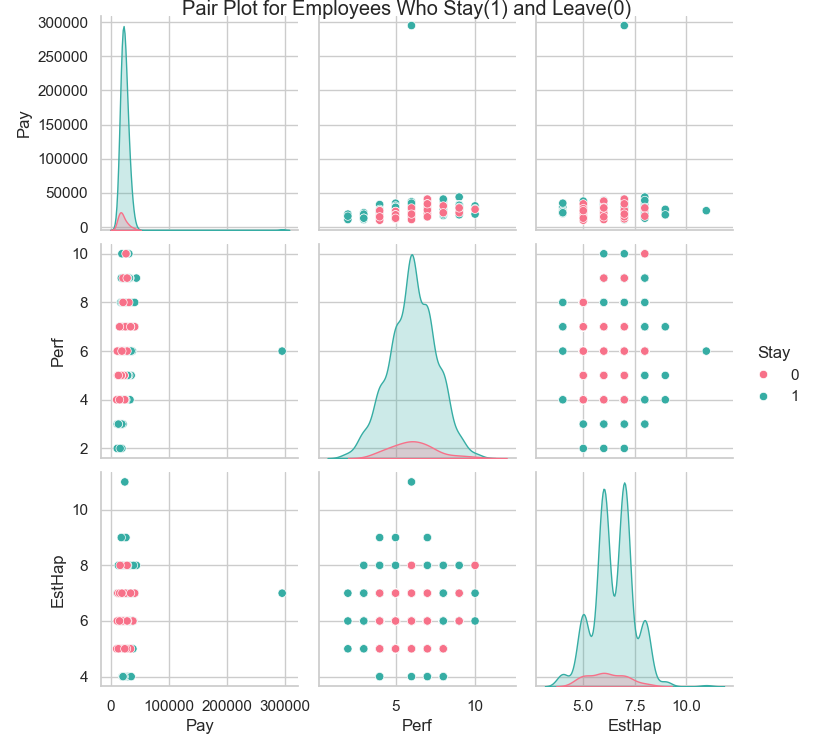 Pair Plot for Employees Who Stay(1) and Leave(0)
300000
250000
200000
150000
100000
50000
0
Pay
10
8
6
4
2
Perf
Stay
0
1
10
8
6
4
EstHap
0 100000 200000 300000
Pay
5 10
Perf
5.0 7.5 10.0
EstHap